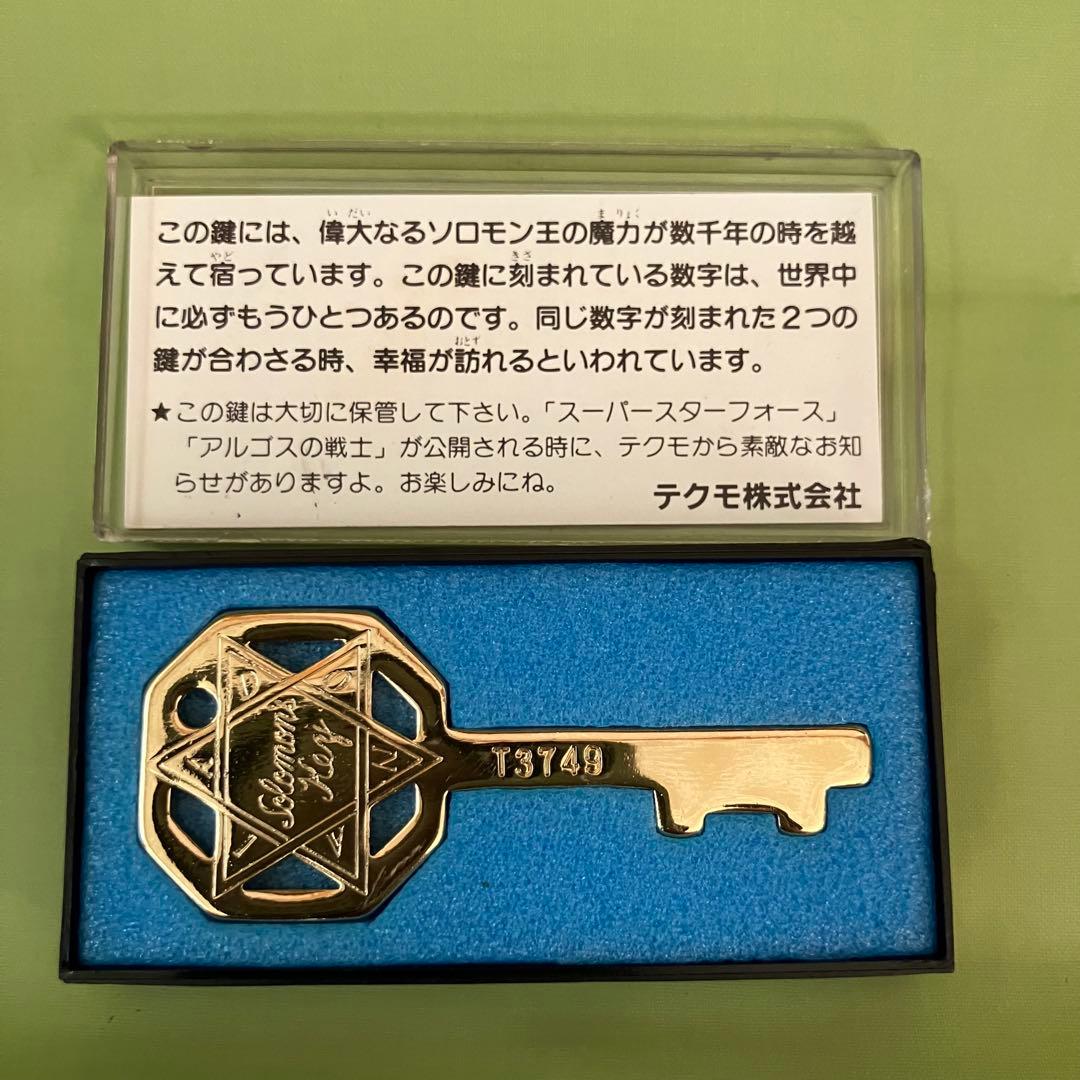 この鍵には、偉大なるソロモン王の魔力が数千年の時を越
えて宿っています。この鍵に刻まれている数字は、世界中
に必ずもうひとつあるのです。同じ数字が刻まれた2つの
鍵が合わさる時、幸福が訪れるといわれています。
★この鍵は大切に保管して下さい。「スーパースターフォース」
「アルゴスの戦士」が公開される時に、テクモから素敵なお知
らせがありますよ。お楽しみにね。
テクモ株式会社
Solomon's
Key
T3749